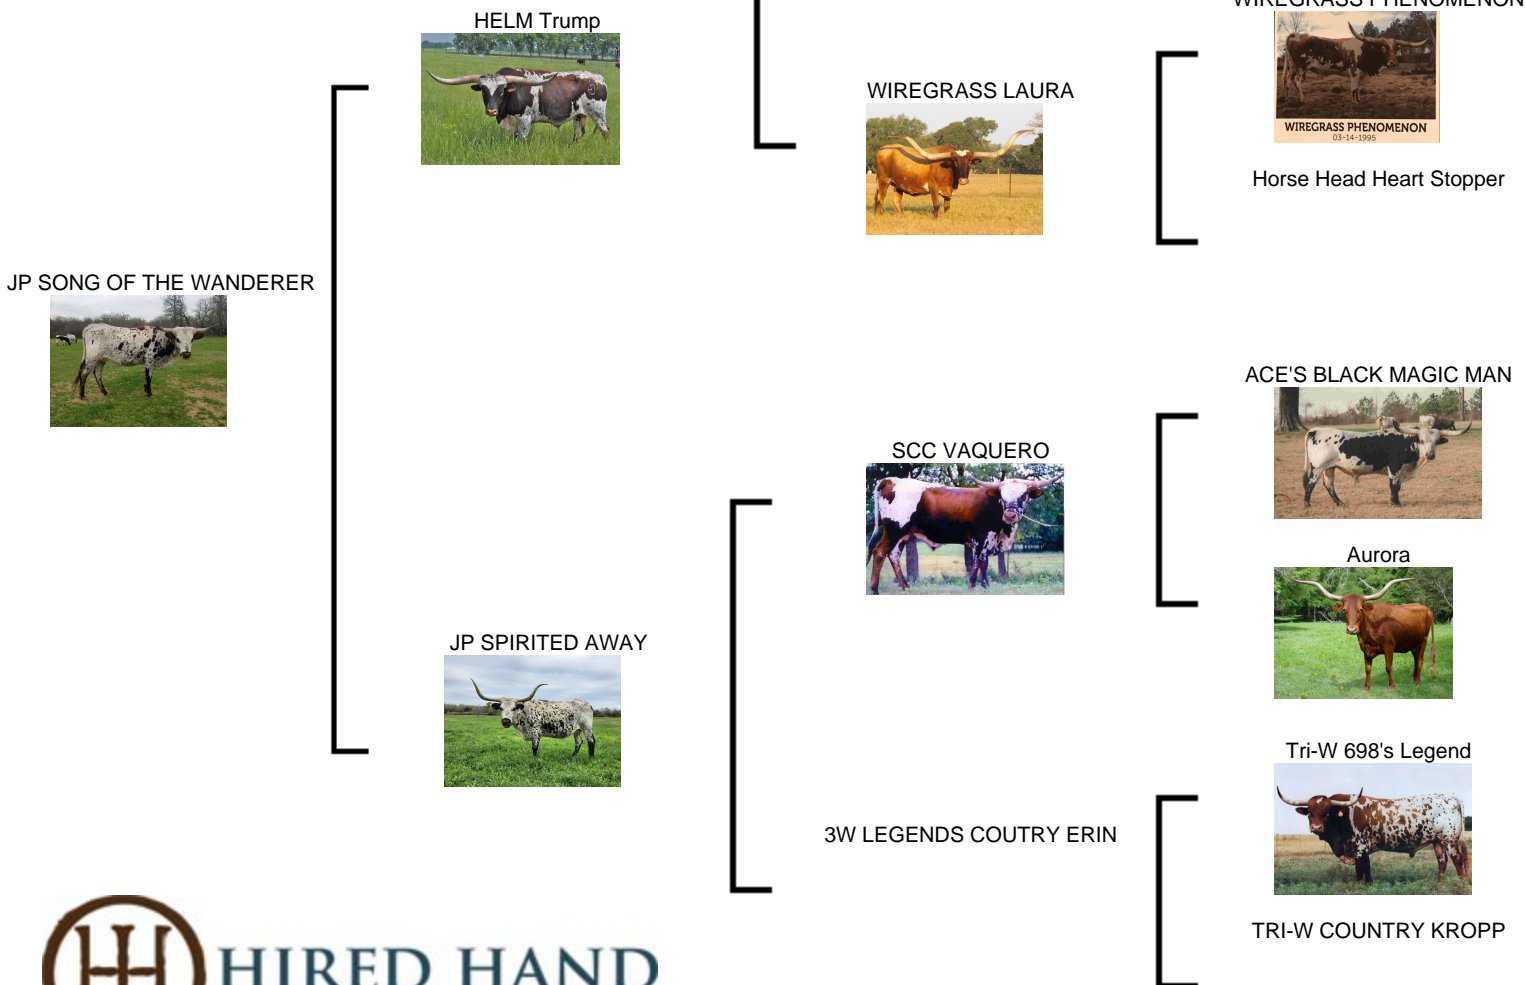 WIREGRASS PHENOMENON
HELM Trump
WIREGRASS LAURA
WIREGRASS PHENOMENON
03-14-1995
Horse Head Heart Stopper
JP SONG OF THE WANDERER
ACE'S BLACK MAGIC MAN
SCC VAQUERO
Aurora
JP SPIRITED AWAY
Tri-W 698's Legend
3W LEGENDS COUTRY ERIN
TRI-W COUNTRY KROPP
HIRED HAND